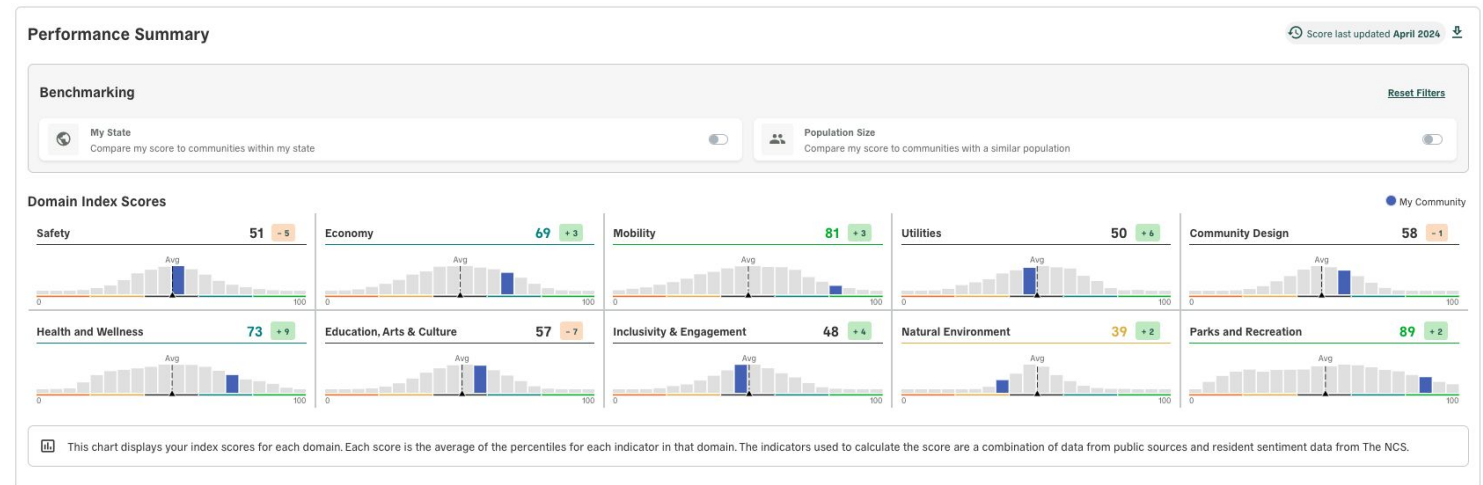 Performance Summary
Score last updated April 2024
Benchmarking
Reset Filters
My State
Compare my score to communities within my state
Population Size
Compare my score to communities with a similar population
Domain Index Scores
My Community
Safety 51 - 5
Avg
0 100
Economy 69 + 3
Avg
0 100
Mobility 81 + 3
Avg
0 100
Utilities 50 + 6
Avg
0 100
Community Design 58 - 1
Avg
0 100
Health and Wellness 73 + 9
Avg
0 100
Education, Arts & Culture 57 - 7
Avg
0 100
Inclusivity & Engagement 48 + 4
Avg
0 100
Natural Environment 39 + 2
Avg
0 100
Parks and Recreation 89 + 2
Avg
0 100
This chart displays your index scores for each domain. Each score is the average of the percentiles for each indicator in that domain. The indicators used to calculate the score are a combination of data from public sources and resident sentiment data from The NCS.